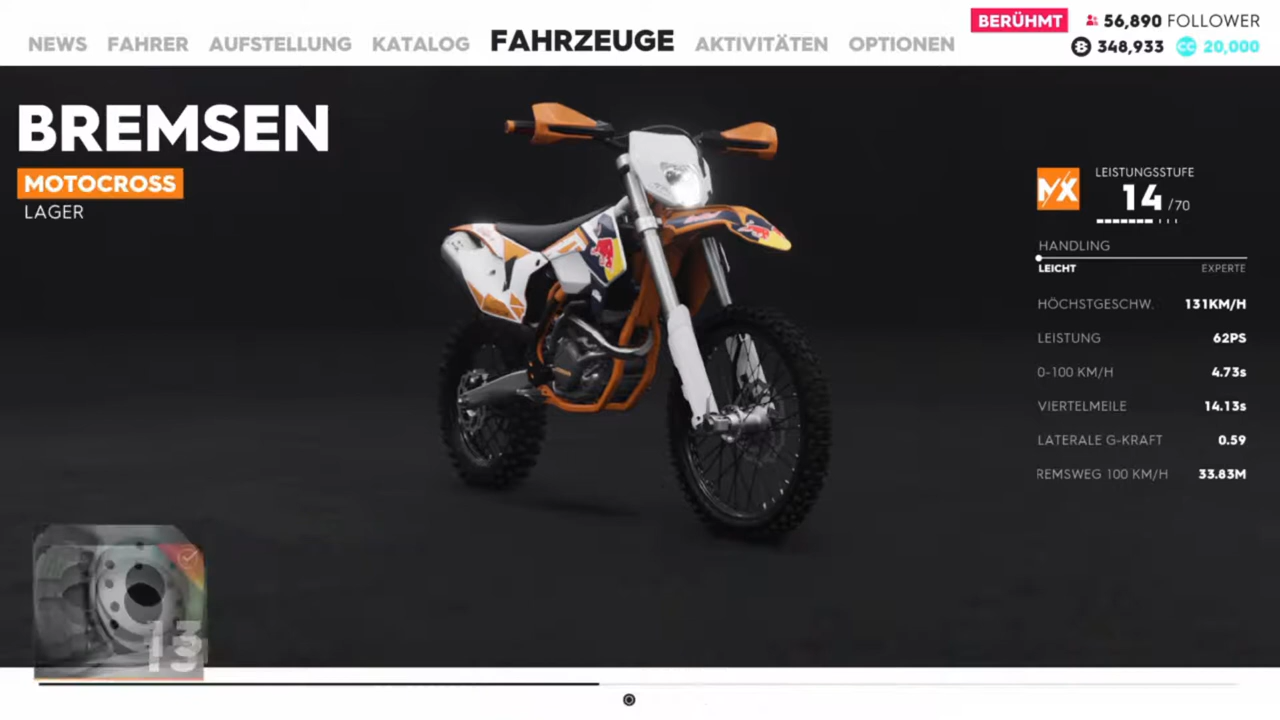 BERÜHMT 56,890 FOLLOWER
NEWS FAHRER AUFSTELLUNG KATALOG FAHRZEUGE AKTIVITÄTEN OPTIONEN
348,933 CC 20,000
BREMSEN
MOTOCROSS
LAGER
MX
LEISTUNGSSTUFE
14 /70
HANDLING
LEICHT EXPERTE
HÖCHSTGESCHW. 131KM/H
LEISTUNG 62PS
0-100 KM/H 4.73s
VIERTELMEILE 14.13s
LATERALE G-KRAFT 0.59
REMSWEG 100 KM/H 33.83M
13